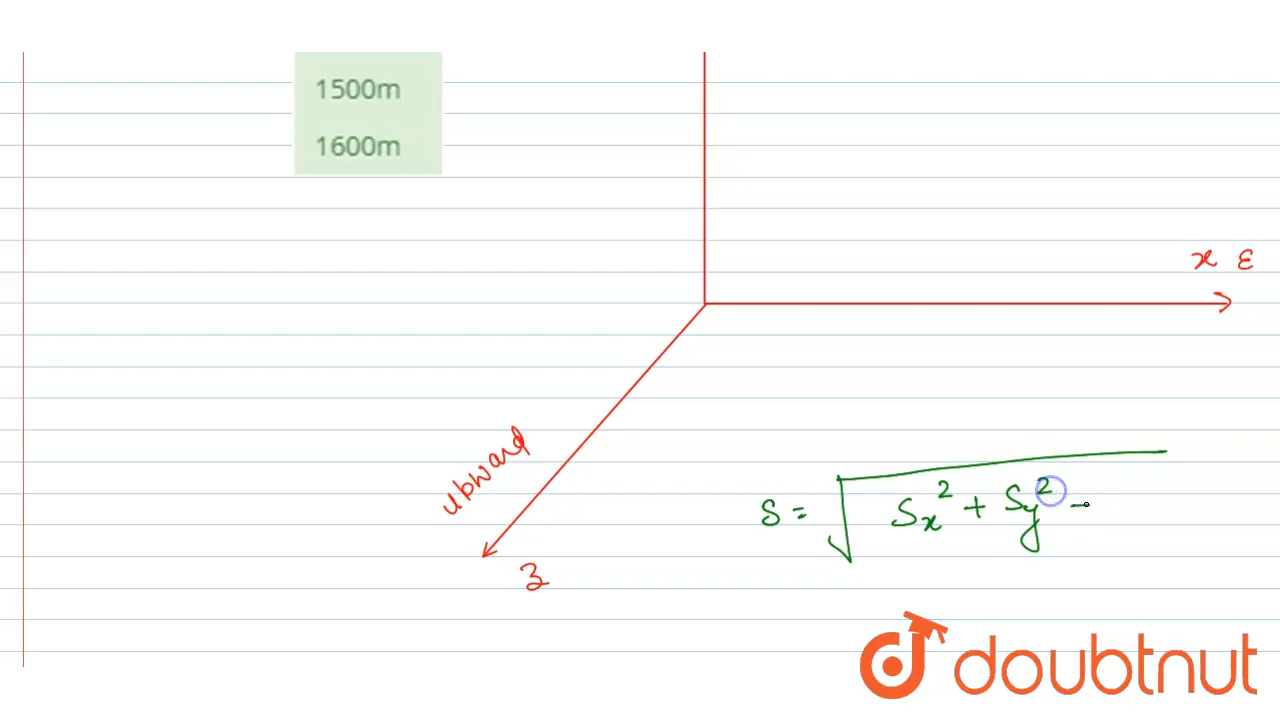 1500m
1600m
x E
upward
z
S = √ Sx² + Sy² -
doubtnut